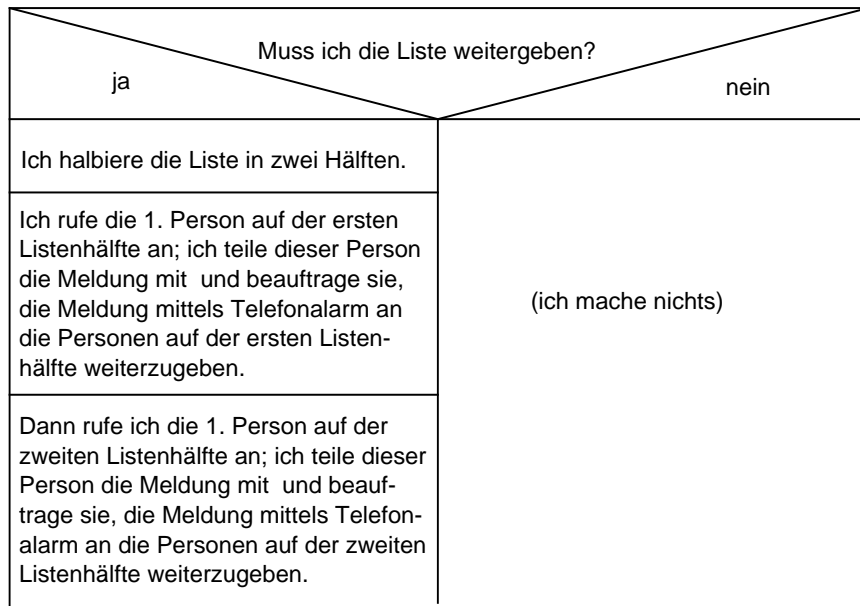 Muss ich die Liste weitergeben?
ja
nein
Ich halbiere die Liste in zwei Hälften.
Ich rufe die 1. Person auf der ersten
Listenhälfte an; ich teile dieser Person
die Meldung mit  und beauftrage sie,
die Meldung mittels Telefonalarm an
die Personen auf der ersten Listen-
hälfte weiterzugeben.
(ich mache nichts)
Dann rufe ich die 1. Person auf der
zweiten Listenhälfte an; ich teile dieser
Person die Meldung mit  und beauf-
trage sie, die Meldung mittels Telefon-
alarm an die Personen auf der zweiten
Listenhälfte weiterzugeben.